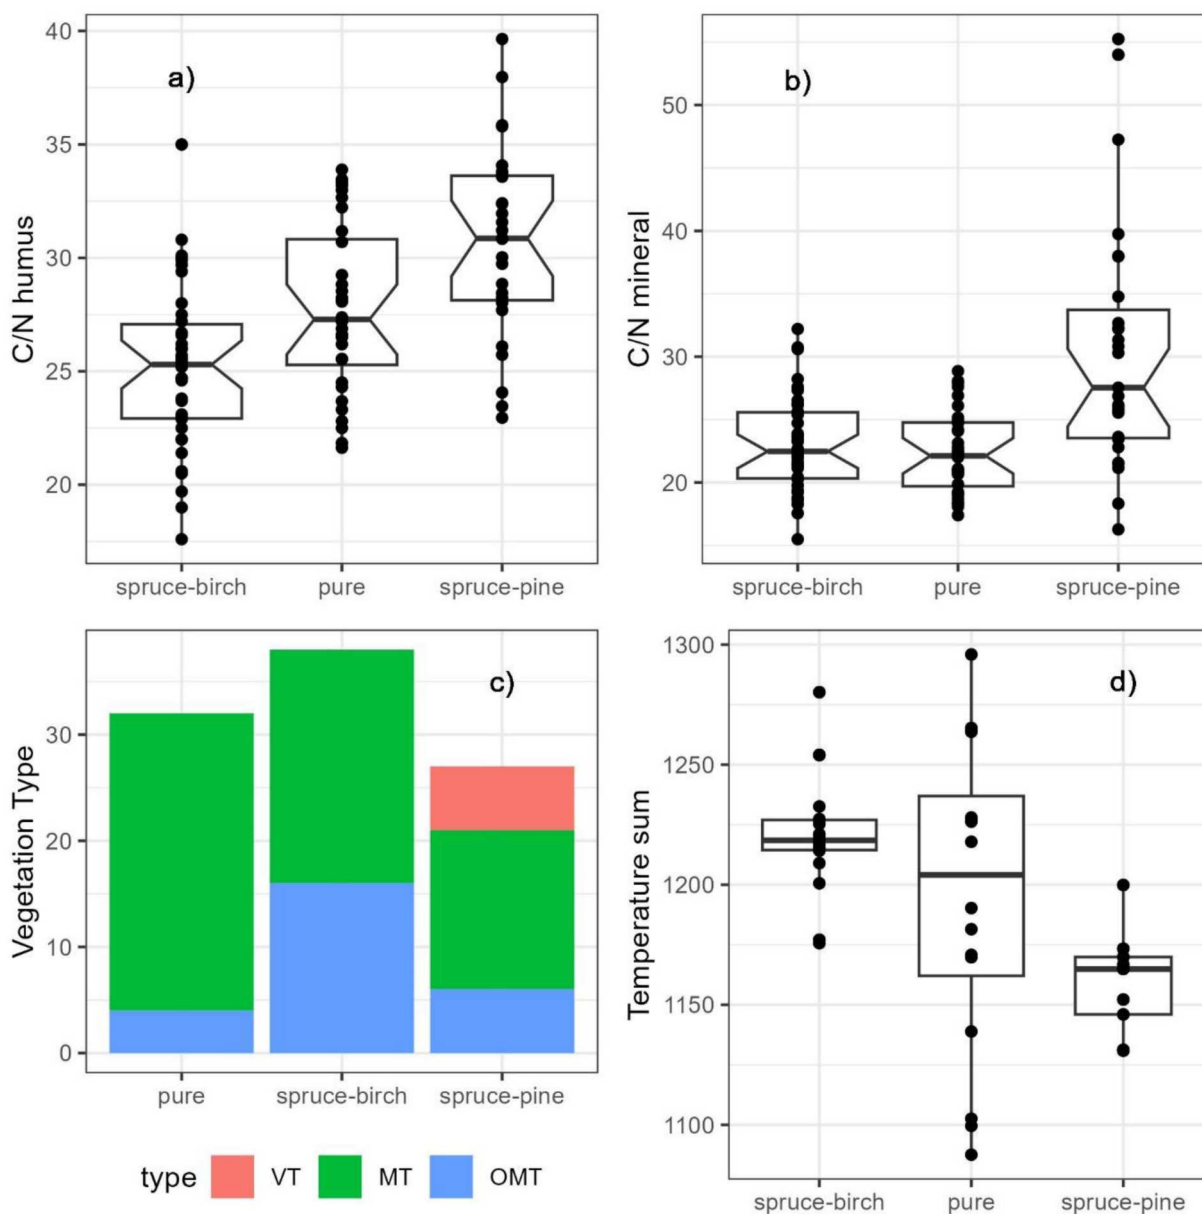 a)
C/N humus
40
35
30
25
20
spruce-birch pure spruce-pine
b)
C/N mineral
50
40
30
20
spruce-birch pure spruce-pine
c)
Vegetation Type
30
20
10
0
pure spruce-birch spruce-pine
type VT MT OMT
d)
Temperature sum
1300
1250
1200
1150
1100
spruce-birch pure spruce-pine